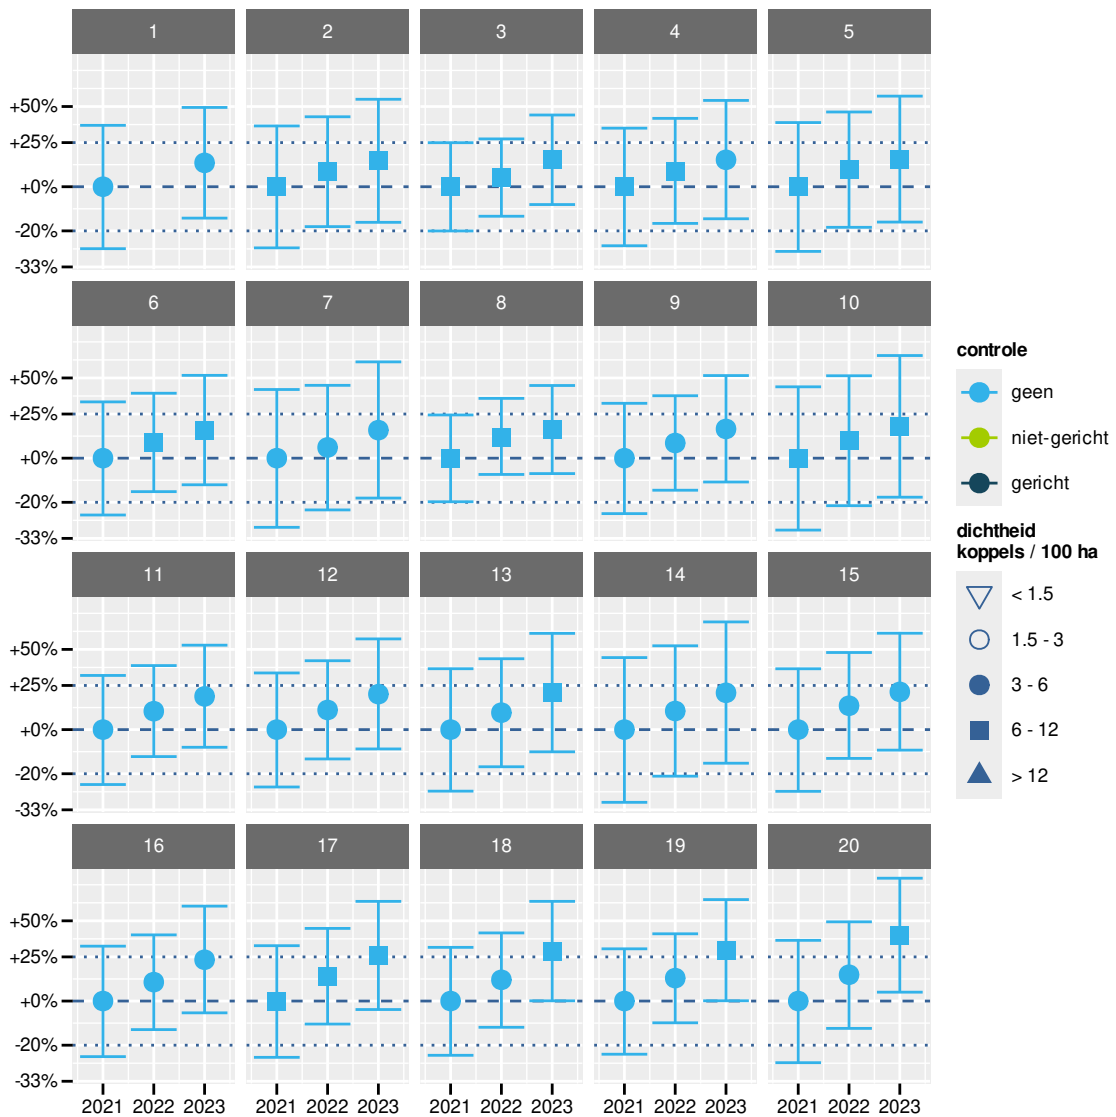 1 2 3 4 5
+50%
+25%
+0%
-20%
-33%
6 7 8 9 10
+50%
+25%
+0%
-20%
-33%
11 12 13 14 15
+50%
+25%
+0%
-20%
-33%
16 17 18 19 20
+50%
+25%
+0%
-20%
-33%
2021 2022 2023 2021 2022 2023 2021 2022 2023 2021 2022 2023 2021 2022 2023
controle
geen
niet-gericht
gericht
dichtheid
koppels / 100 ha
< 1.5
1.5 - 3
3 - 6
6 - 12
> 12